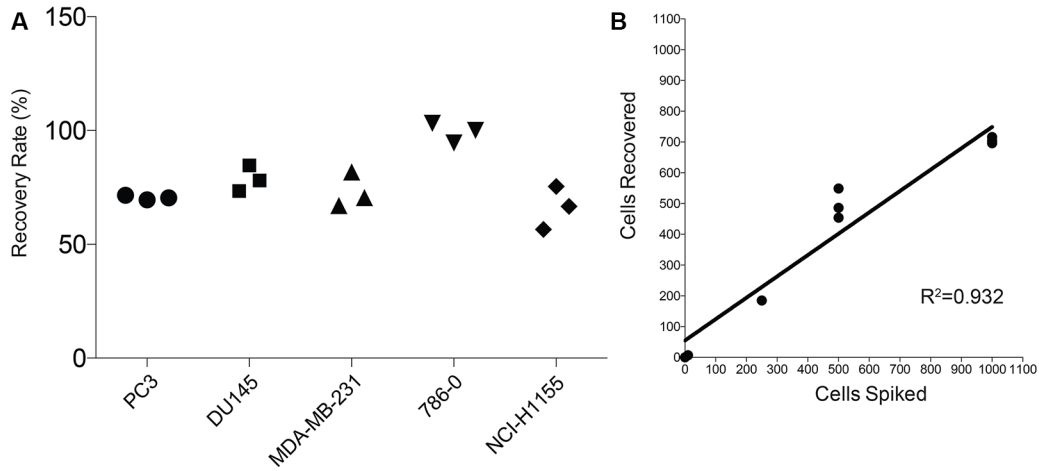 A
Recovery Rate (%)
150
100
50
0
PC3
DU145
MDA-MB-231
786-0
NCI-H1155
B
Cells Recovered
1100
1000
900
800
700
600
500
400
300
200
100
0
R²=0.932
0 100 200 300 400 500 600 700 800 900 1000 1100
Cells Spiked